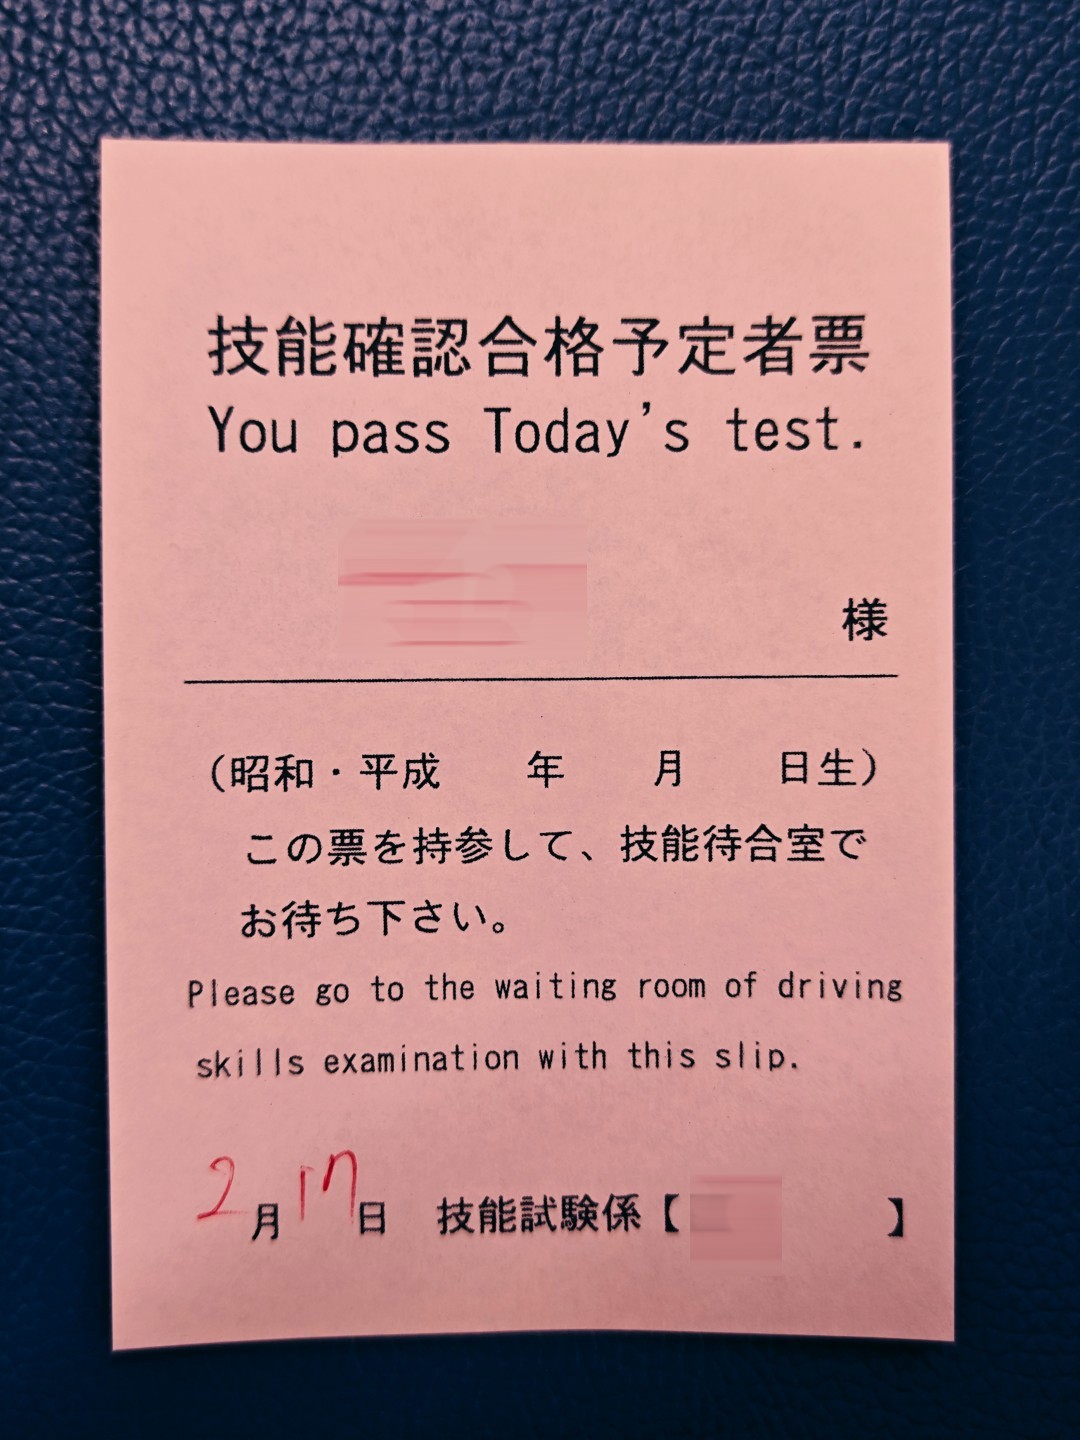 技能確認合格予定者票
You pass Today's test.
様
(昭和・平成　　年　　月　　日生)
この票を持参して、技能待合室で
お待ち下さい。
Please go to the waiting room of driving
skills examination with this slip.
2月17日　技能試験係【　　　】